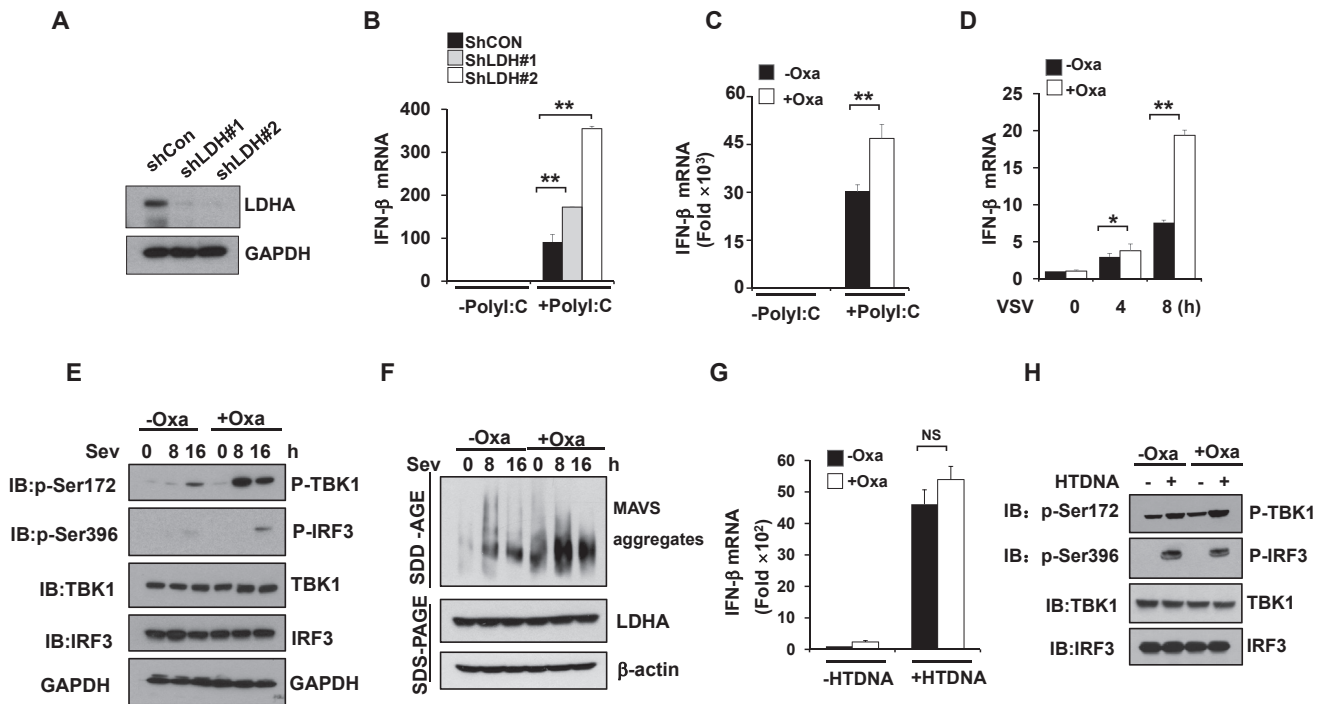 A
shCon
shLDH#1
shLDH#2
LDHA
GAPDH
B
ShCON
ShLDH#1
ShLDH#2
IFN-β mRNA
400
300
200
100
0
**
**
-PolyI:C
+PolyI:C
C
-Oxa
+Oxa
IFN-β mRNA
(Fold ×10³)
60
45
30
15
0
**
-PolyI:C
+PolyI:C
D
-Oxa
+Oxa
IFN-β mRNA
25
20
15
10
5
0
*
**
VSV 0 4 8 (h)
E
-Oxa +Oxa
Sev 0 8 16 0 8 16 h
IB:p-Ser172 P-TBK1
IB:p-Ser396 P-IRF3
IB:TBK1 TBK1
IB:IRF3 IRF3
GAPDH GAPDH
F
-Oxa +Oxa
Sev 0 8 16 0 8 16 h
SDD -AGE
MAVS
aggregates
SDS-PAGE
LDHA
β-actin
G
-Oxa
+Oxa
IFN-β mRNA
(Fold ×10²)
60
50
40
30
20
10
0
NS
-HTDNA
+HTDNA
H
-Oxa +Oxa
HTDNA - + - +
IB: p-Ser172 P-TBK1
IB: p-Ser396 P-IRF3
IB:TBK1 TBK1
IB:IRF3 IRF3